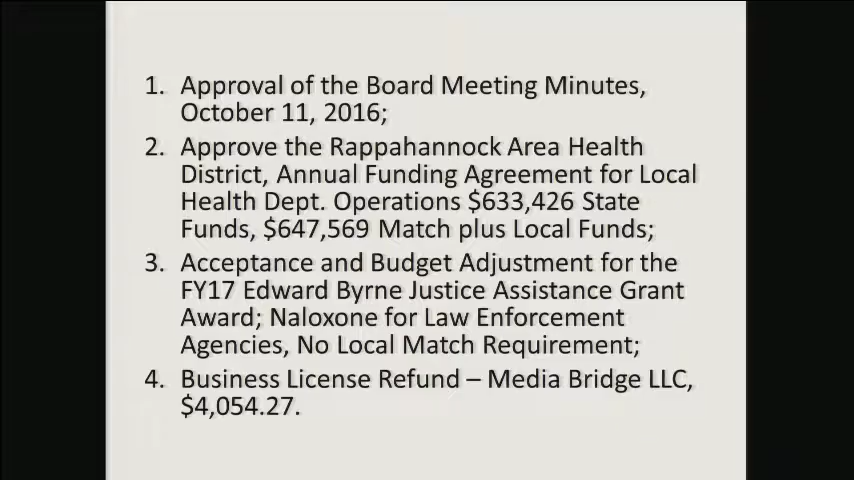 1. Approval of the Board Meeting Minutes,
October 11, 2016;
2. Approve the Rappahannock Area Health
District, Annual Funding Agreement for Local
Health Dept. Operations $633,426 State
Funds, $647,569 Match plus Local Funds;
3. Acceptance and Budget Adjustment for the
FY17 Edward Byrne Justice Assistance Grant
Award; Naloxone for Law Enforcement
Agencies, No Local Match Requirement;
4. Business License Refund – Media Bridge LLC,
$4,054.27.